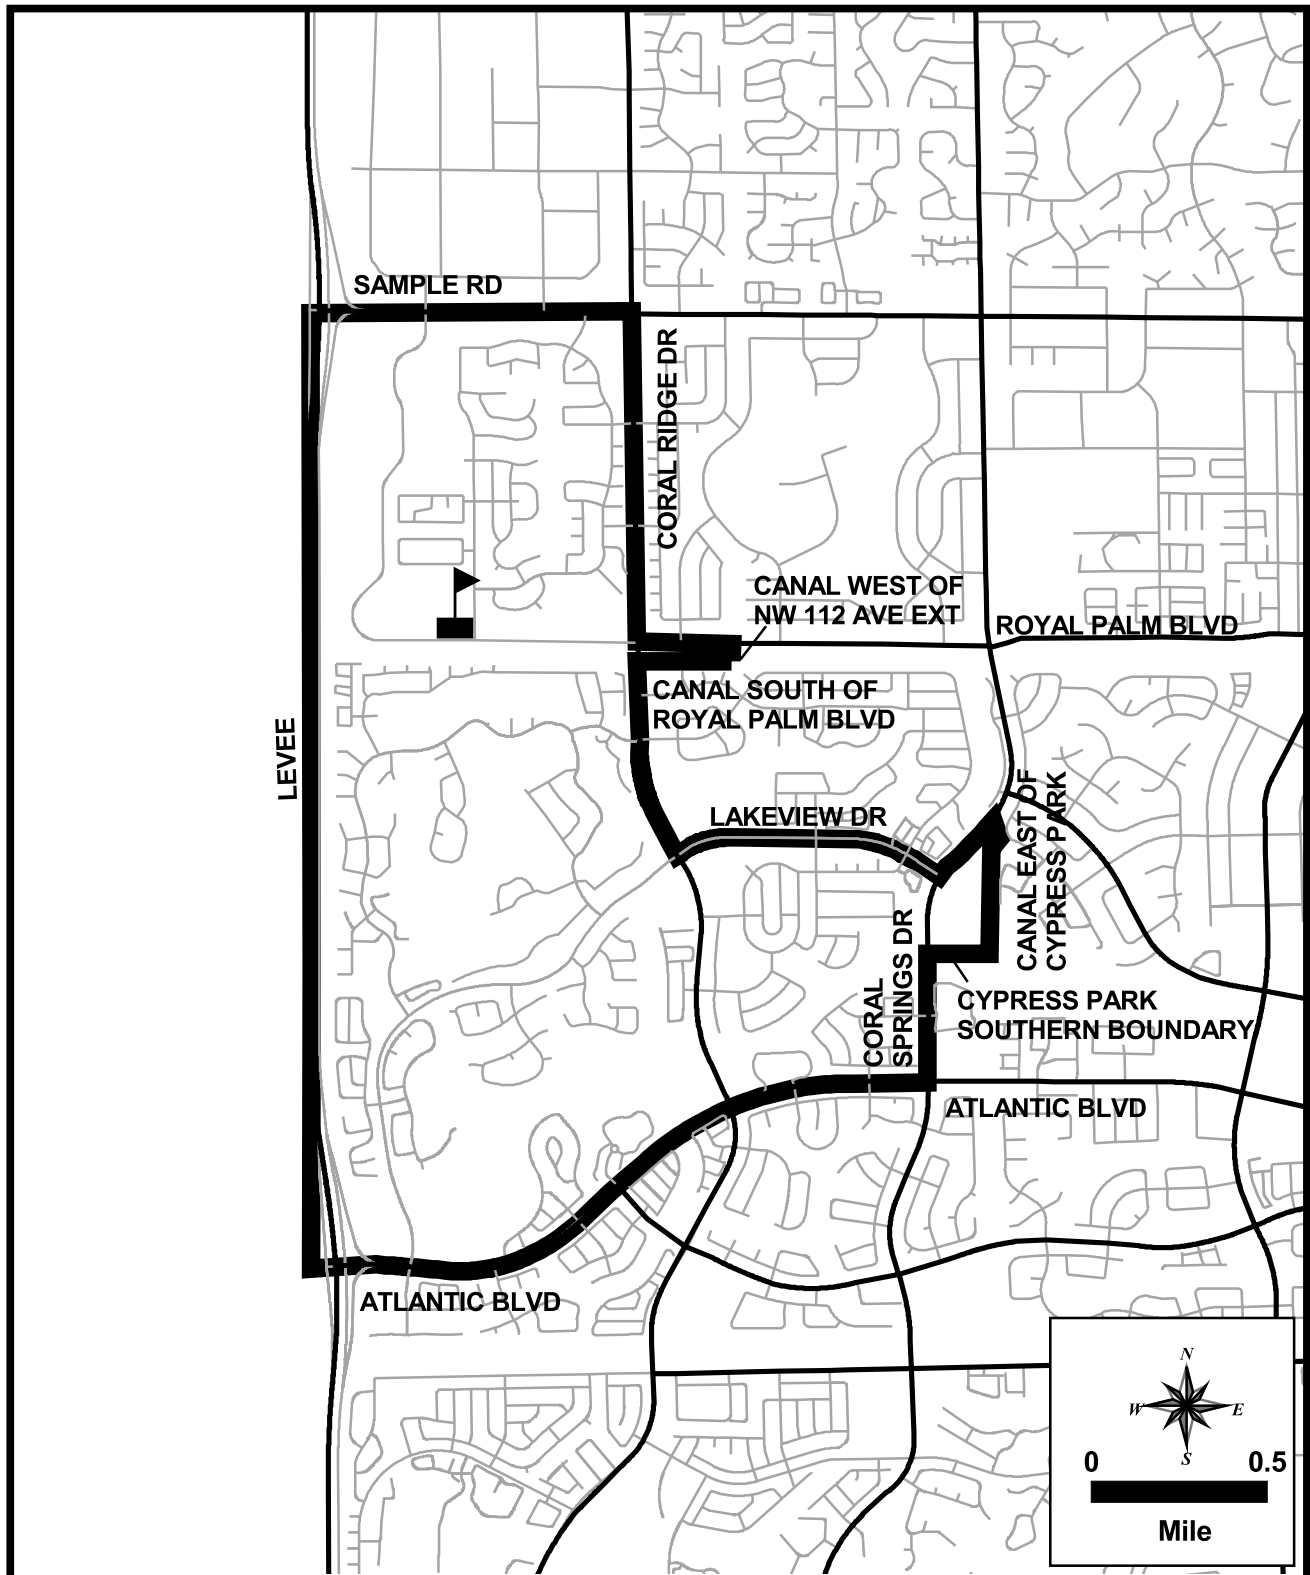 SAMPLE RD
CORAL RIDGE DR
CANAL WEST OF
NW 112 AVE EXT
ROYAL PALM BLVD
CANAL SOUTH OF
ROYAL PALM BLVD
LEVEE
LAKEVIEW DR
CANAL EAST OF
CYPRESS PARK
CORAL
SPRINGS DR
CYPRESS PARK
SOUTHERN BOUNDARY
ATLANTIC BLVD
ATLANTIC BLVD
N
W E
S
0 0.5
Mile